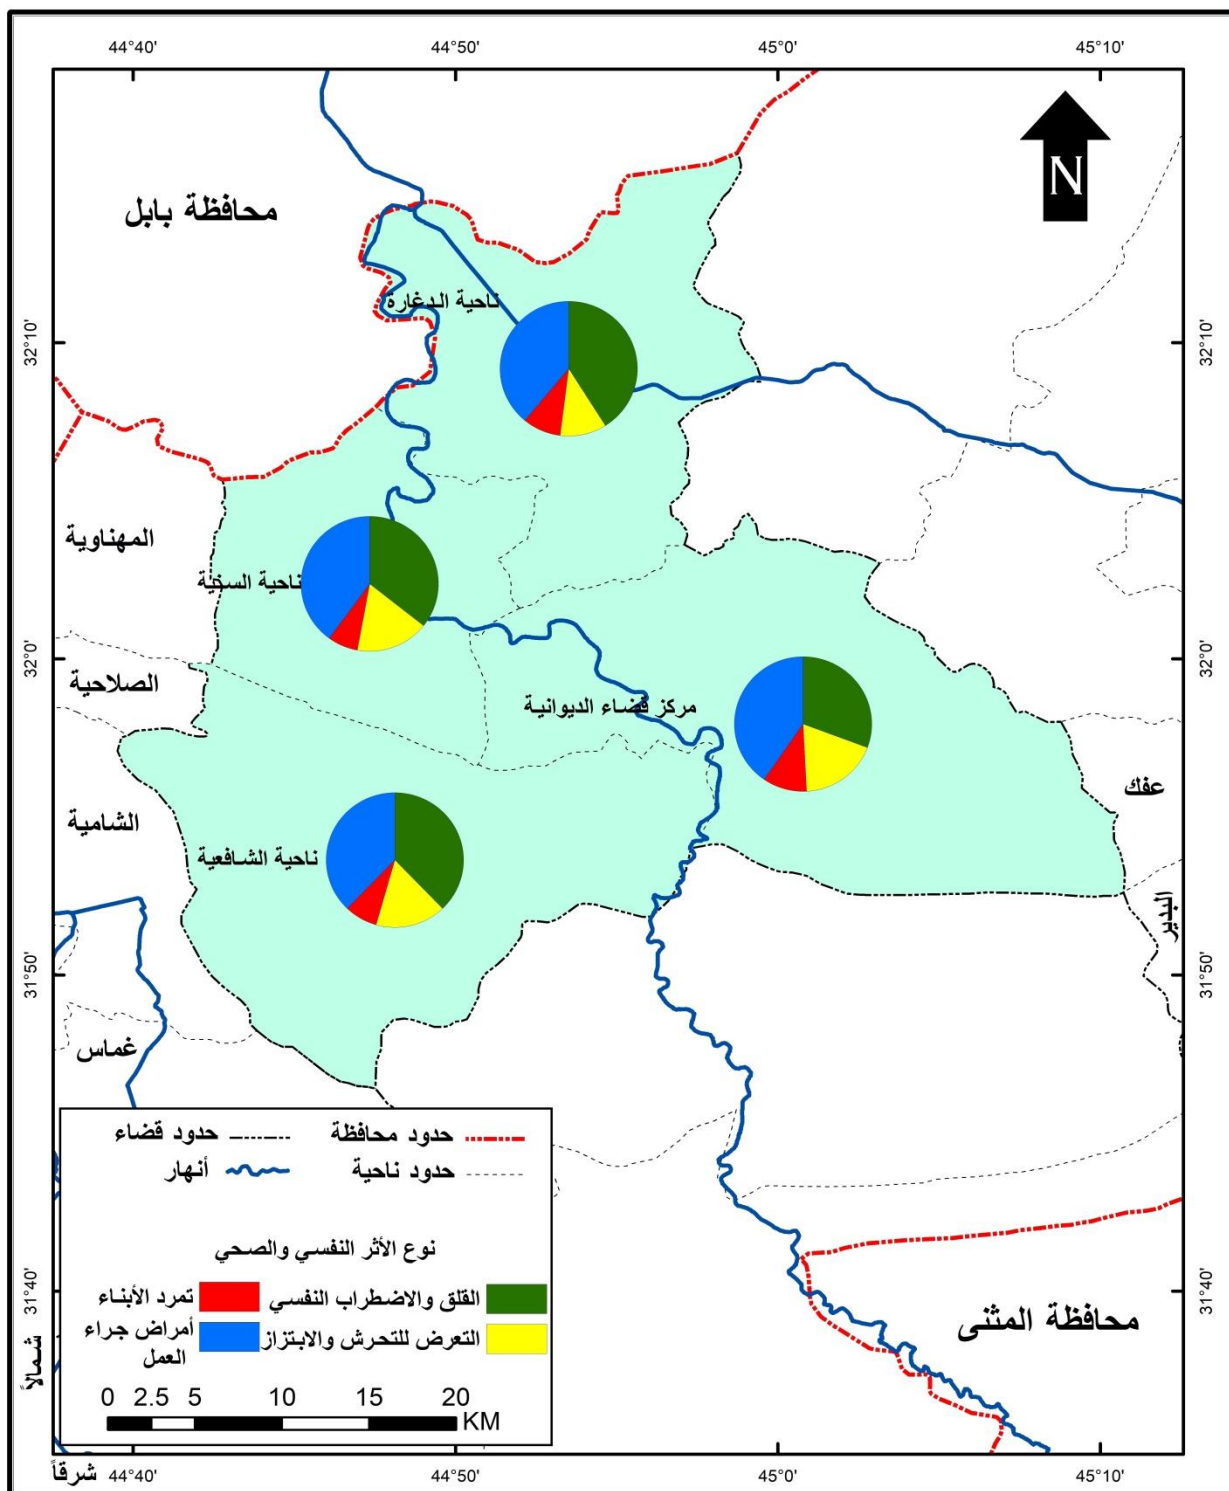 44°40' 44°50' 45°0' 45°10'
N
محافظة بابل
ناحية الدغارة
32°10' 32°10'
المهناوية
ناحية السنية
32°0' 32°0'
الصلاحية
مركز قضاء الديوانية
عفك
الشامية
ناحية الشافعية
البدير
31°50' 31°50'
غماس
حدود محافظة حدود قضاء
حدود ناحية أنهار
نوع الأثر النفسي والصحي
القلق والاضطراب النفسي تمرد الأبناء
التعرض للتحرش والابتزاز أمراض جراء العمل
31°40' 31°40'
محافظة المثنى
شمالاً
0 2.5 5 10 15 20
KM
شرقاً
44°40' 44°50' 45°0' 45°10'